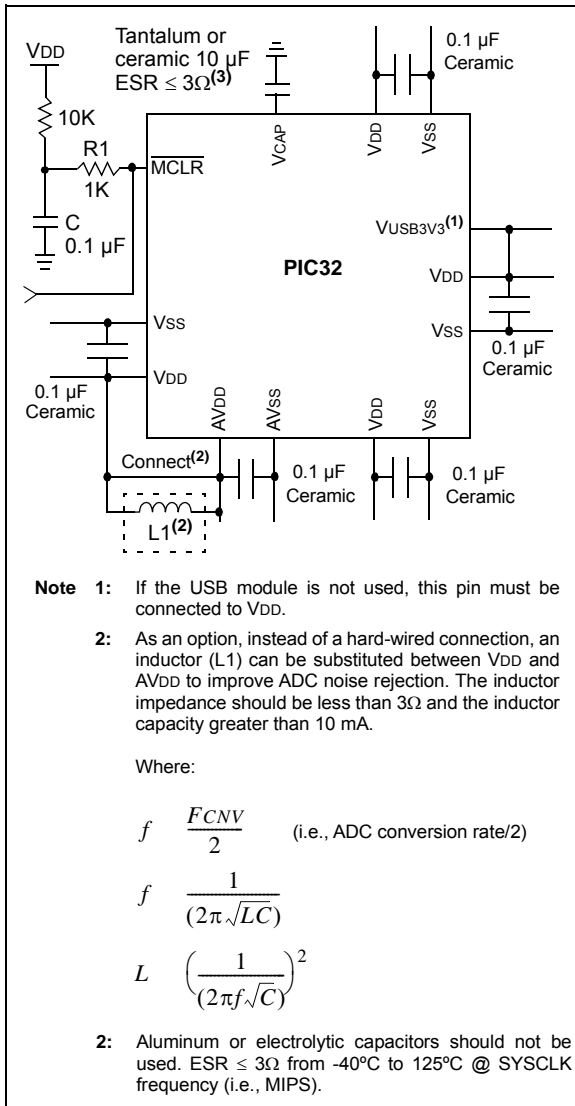 VDD
Tantalum or
ceramic 10 µF
ESR ≤ 3Ω(3)
0.1 µF
Ceramic
10K
R1
1K
C
0.1 µF
MCLR
VCAP
VDD
VSS
VUSB3V3(1)
PIC32
VDD
VSS
0.1 µF
Ceramic
VSS
VDD
0.1 µF
Ceramic
AVDD
AVSS
VDD
VSS
Connect(2)
0.1 µF
Ceramic
0.1 µF
Ceramic
L1(2)
Note 1: If the USB module is not used, this pin must be
connected to VDD.
2: As an option, instead of a hard-wired connection, an
inductor (L1) can be substituted between VDD and
AVDD to improve ADC noise rejection. The inductor
impedance should be less than 3Ω and the inductor
capacity greater than 10 mA.
Where:
f FCNV/2 (i.e., ADC conversion rate/2)
f 1/(2π√LC)
L (1/(2πf√C))²
2: Aluminum or electrolytic capacitors should not be
used. ESR ≤ 3Ω from -40ºC to 125ºC @ SYSCLK
frequency (i.e., MIPS).